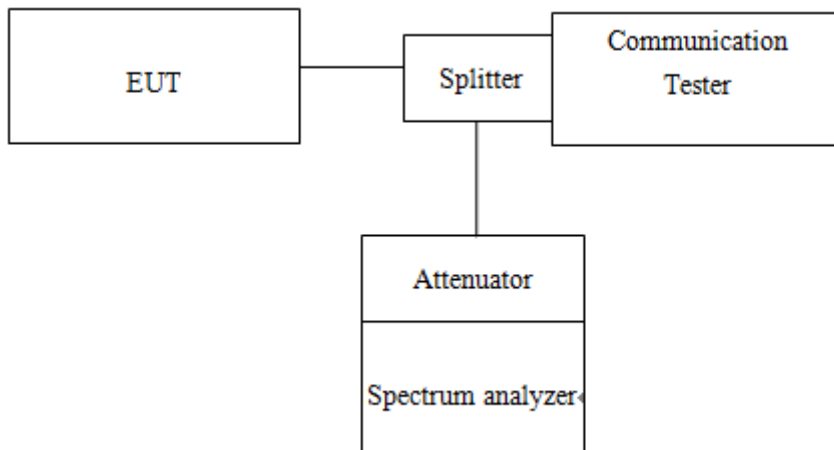 EUT
Splitter
Communication
Tester
Attenuator
Spectrum analyzer